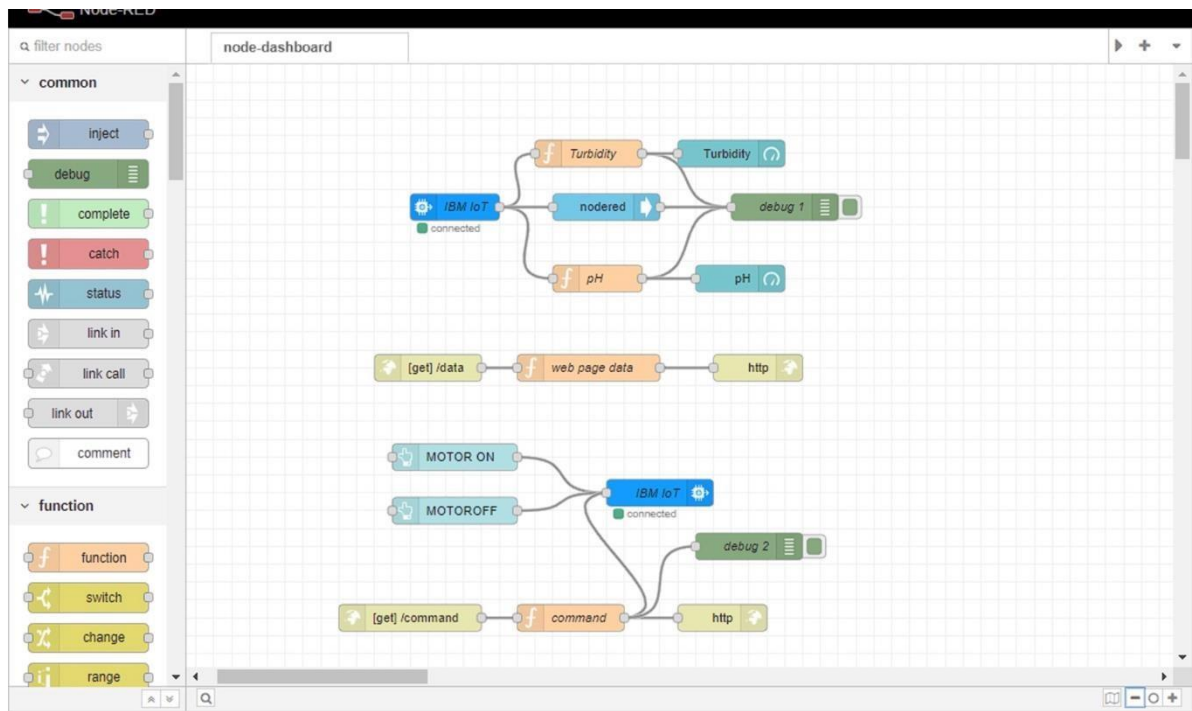 Node-RED
filter nodes
node-dashboard
common
inject
debug
complete
catch
status
link in
link call
link out
comment
function
function
switch
change
range
Turbidity
Turbidity
IBM IoT
nodered
debug 1
connected
pH
pH
[get] /data
web page data
http
MOTOR ON
IBM IoT
MOTOROFF
connected
debug 2
[get] /command
command
http